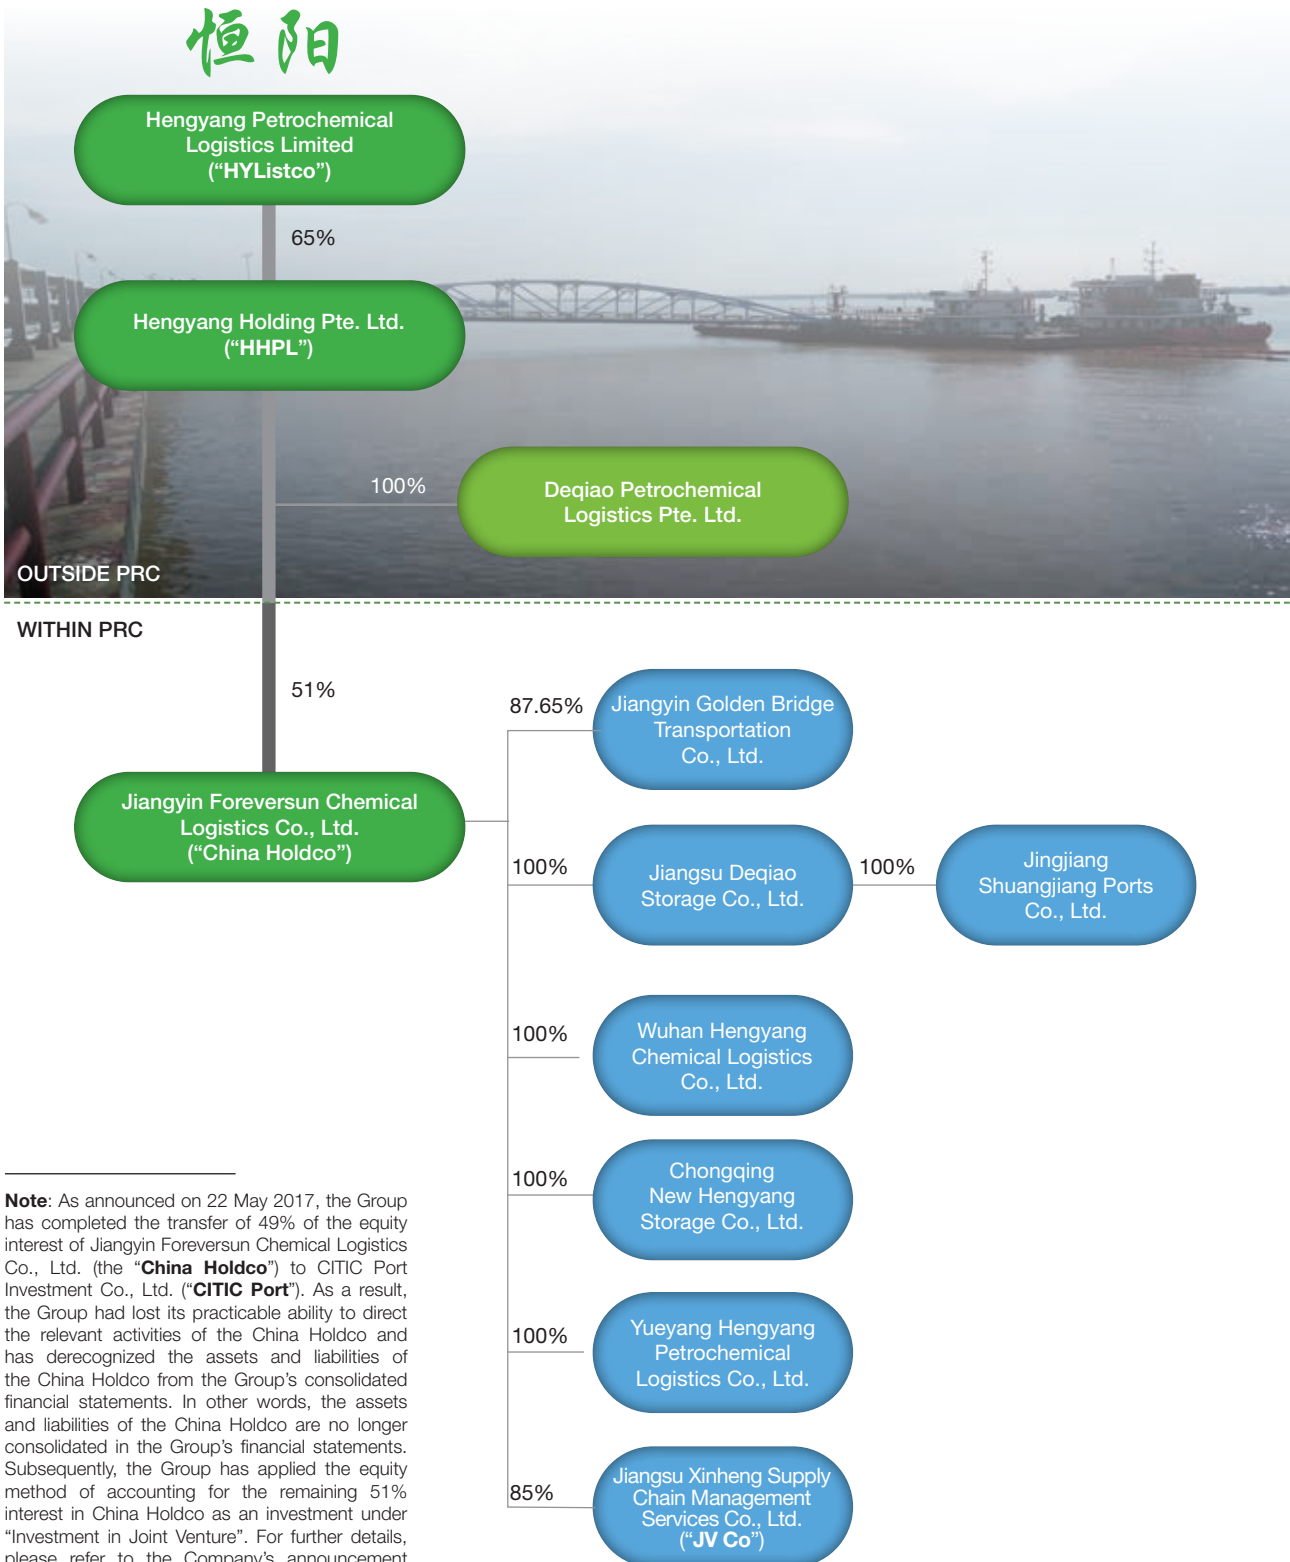 恒阳
Hengyang Petrochemical
Logistics Limited
(“HYListco”)
65%
Hengyang Holding Pte. Ltd.
(“HHPL”)
100%
Deqiao Petrochemical
Logistics Pte. Ltd.
OUTSIDE PRC
WITHIN PRC
51%
Jiangyin Foreversun Chemical
Logistics Co., Ltd.
(“China Holdco”)
87.65%
Jiangyin Golden Bridge
Transportation
Co., Ltd.
100%
Jiangsu Deqiao
Storage Co., Ltd.
100%
Jingjiang
Shuangjiang Ports
Co., Ltd.
100%
Wuhan Hengyang
Chemical Logistics
Co., Ltd.
100%
Chongqing
New Hengyang
Storage Co., Ltd.
100%
Yueyang Hengyang
Petrochemical
Logistics Co., Ltd.
85%
Jiangsu Xinheng Supply
Chain Management
Services Co., Ltd.
(“JV Co”)
Note: As announced on 22 May 2017, the Group
has completed the transfer of 49% of the equity
interest of Jiangyin Foreversun Chemical Logistics
Co., Ltd. (the “China Holdco”) to CITIC Port
Investment Co., Ltd. (“CITIC Port”). As a result,
the Group had lost its practicable ability to direct
the relevant activities of the China Holdco and
has derecognized the assets and liabilities of
the China Holdco from the Group’s consolidated
financial statements. In other words, the assets
and liabilities of the China Holdco are no longer
consolidated in the Group’s financial statements.
Subsequently, the Group has applied the equity
method of accounting for the remaining 51%
interest in China Holdco as an investment under
“Investment in Joint Venture”. For further details,
please refer to the Company’s announcement